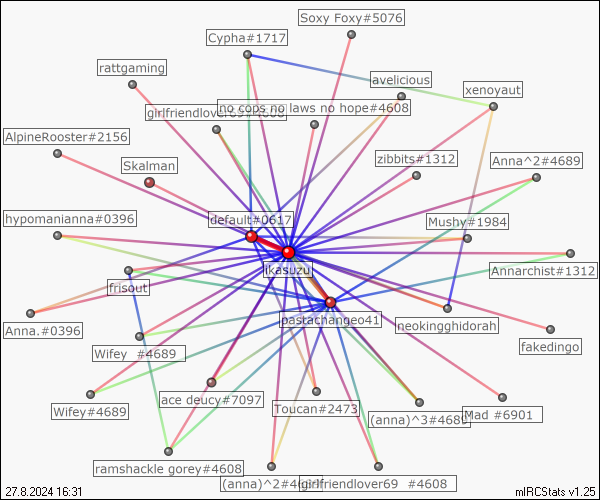 Soxy Foxy#5076
Cypha#1717
rattgaming
avelicious
xenoyaut
no cops no laws no hope#4608
AlpineRooster#2156
zibbits#1312
Anna^2#4689
Skalman
hypomanianna#0396
default#0617
Mushy#1984
ikasuzu
Annarchist#1312
frisout
pastachangeo41
neokingghidorah
Anna.#0396
fakedingo
Wifey #4689
ace deucy#7097
Wifey#4689
Toucan#2473
(anna)^3#4689
Mad #6901
ramshackle gorey#4608
(anna)^2#4689
girlfriendlover69 #4608
27.8.2024 16:31
mIRCStats v1.25